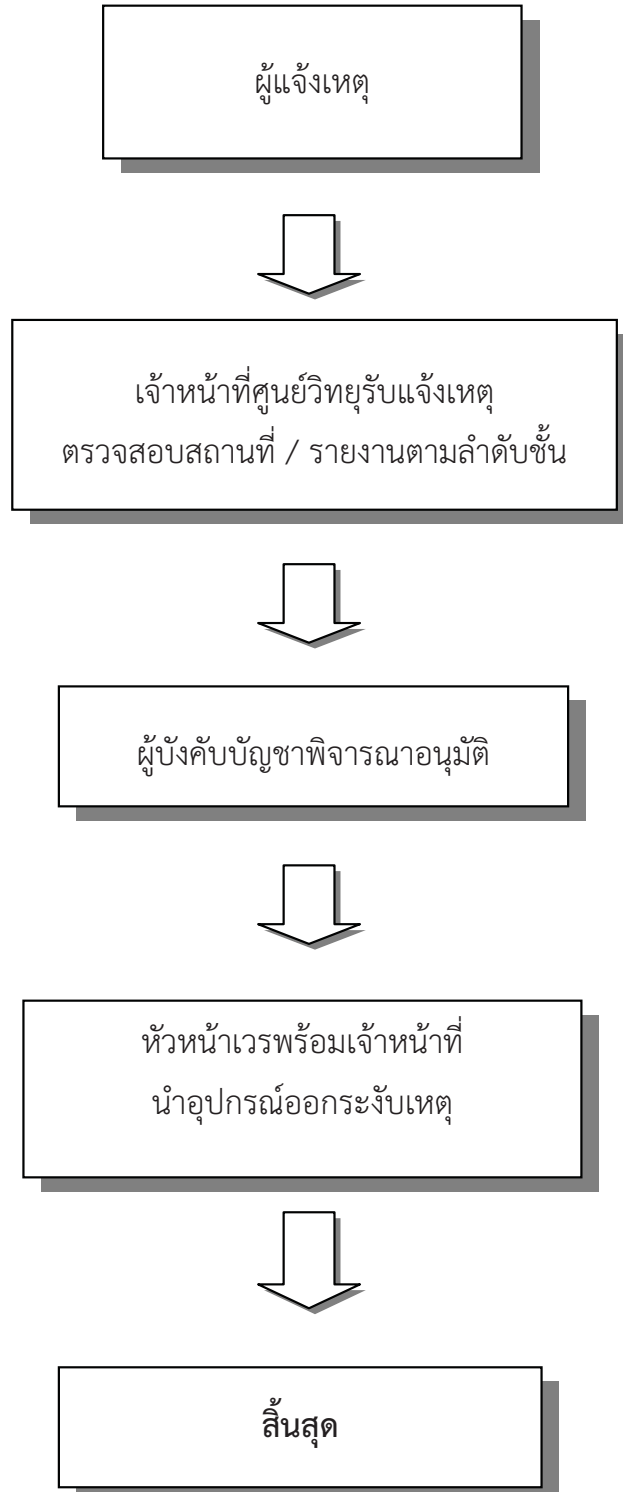 ผู้แจ้งเหตุ
เจ้าหน้าที่ศูนย์วิทยุรับแจ้งเหตุ
ตรวจสอบสถานที่ / รายงานตามลำดับชั้น
ผู้บังคับบัญชาพิจารณาอนุมัติ
หัวหน้าเวรพร้อมเจ้าหน้าที่
นำอุปกรณ์ออกระงับเหตุ
สิ้นสุด